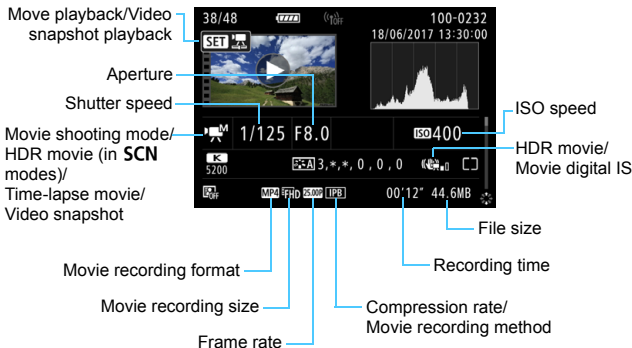 Move playback/Video
snapshot playback
Aperture
Shutter speed
Movie shooting mode/
HDR movie (in SCN
modes)/
Time-lapse movie/
Video snapshot
38/48
OFF
100-0232
18/06/2017 13:30:00
SET
M 1/125 F8.0 ISO 400
K
5200
A 3,*,*, 0 , 0 , 0
OFF
MP4 FHD 25.00P IPB 00'12" 44.6MB
ISO speed
HDR movie/
Movie digital IS
File size
Recording time
Movie recording format
Movie recording size
Compression rate/
Movie recording method
Frame rate